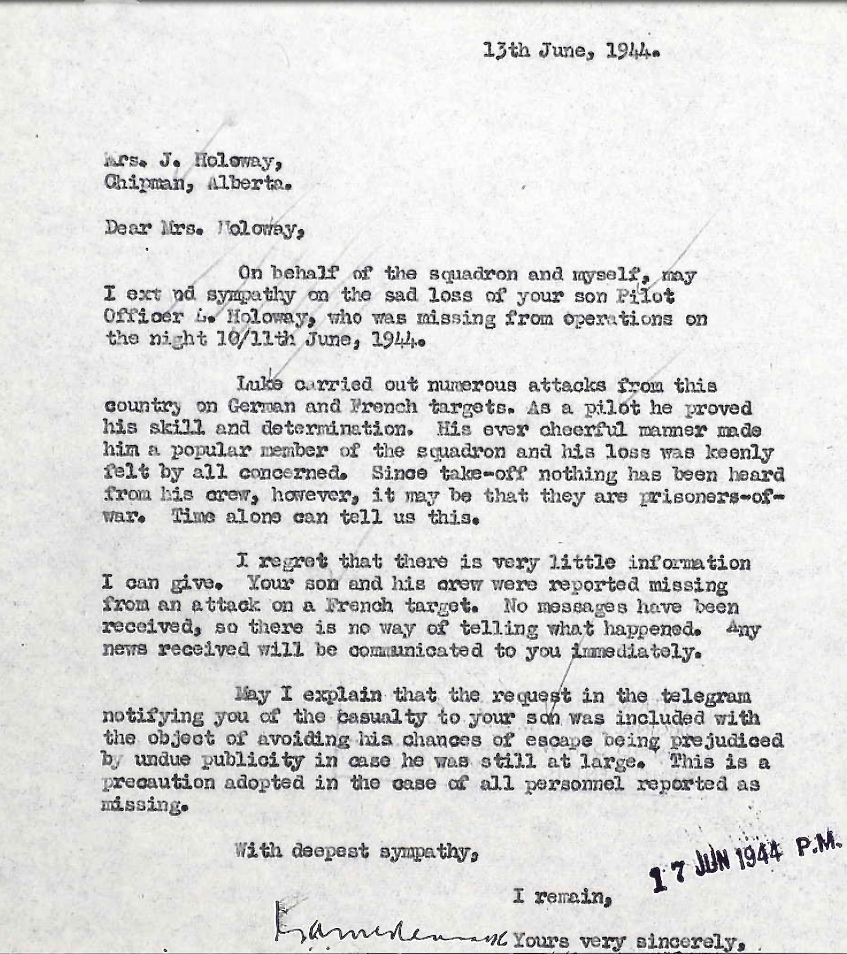 13th June, 1944.
Mrs. J. Holoway,
Chipman, Alberta.
Dear Mrs. Holoway,
On behalf of the squadron and myself, may
I ext nd sympathy on the sad loss of your son Pilot
Officer L. Holoway, who was missing from operations on
the night 10/11th June, 1944.
Luke carried out numerous attacks from this
country on German and French targets. As a pilot he proved
his skill and determination. His ever cheerful manner made
him a popular member of the squadron and his loss was keenly
felt by all concerned. Since take-off nothing has been heard
from his crew, however, it may be that they are prisoners-of-
war. Time alone can tell us this.
I regret that there is very little information
I can give. Your son and his crew were reported missing
from an attack on a French target. No messages have been
received, so there is no way of telling what happened. Any
news received will be communicated to you immediately.
May I explain that the request in the telegram
notifying you of the casualty to your son was included with
the object of avoiding his chances of escape being prejudiced
by undue publicity in case he was still at large. This is a
precaution adopted in the case of all personnel reported as
missing.
With deepest sympathy,
17 JUN 1944 P.M.
I remain,
Yours very sincerely,